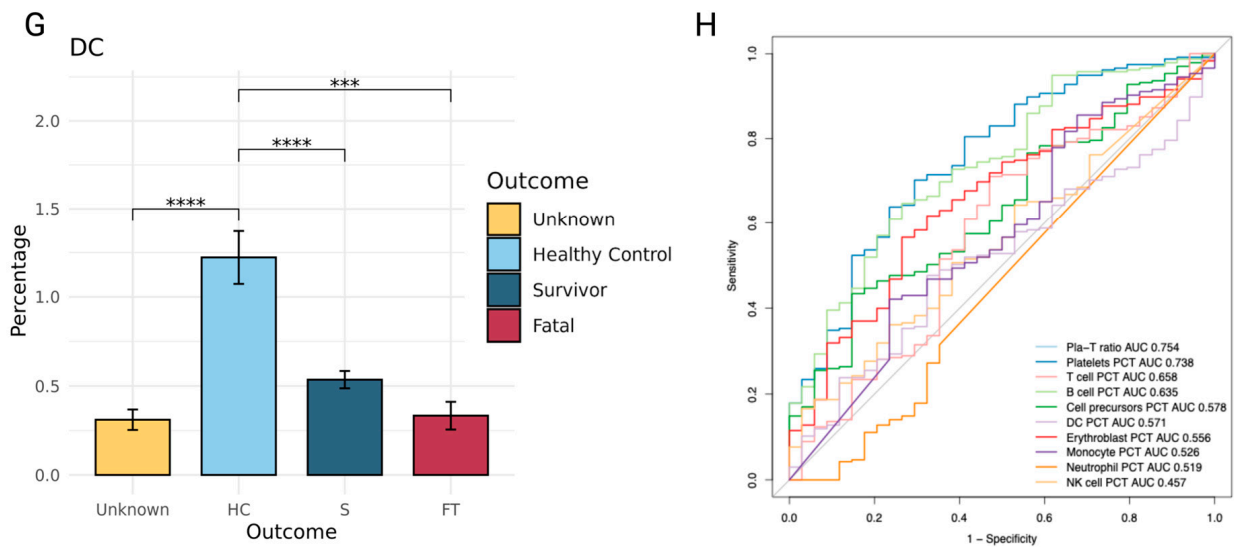 G
DC
Percentage
2.0
1.5
1.0
0.5
0.0
***
****
****
Unknown HC S FT
Outcome
Outcome
Unknown
Healthy Control
Survivor
Fatal
H
Sensitivity
1.0
0.8
0.6
0.4
0.2
0.0
Pla–T ratio AUC 0.754
Platelets PCT AUC 0.738
T cell PCT AUC 0.658
B cell PCT AUC 0.635
Cell precursors PCT AUC 0.578
DC PCT AUC 0.571
Erythroblast PCT AUC 0.556
Monocyte PCT AUC 0.526
Neutrophil PCT AUC 0.519
NK cell PCT AUC 0.457
0.0 0.2 0.4 0.6 0.8 1.0
1 – Specificity